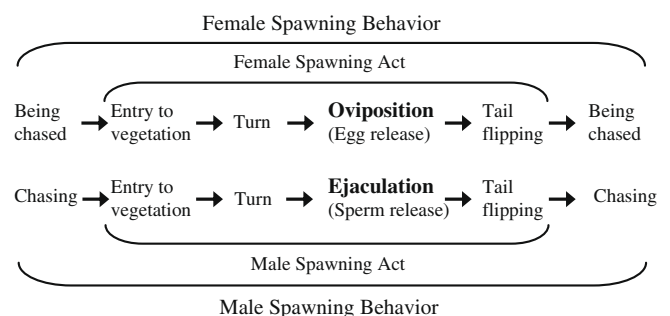 Female Spawning Behavior
Female Spawning Act
Being chased → Entry to vegetation → Turn → Oviposition (Egg release) → Tail flipping → Being chased
Chasing → Entry to vegetation → Turn → Ejaculation (Sperm release) → Tail flipping → Chasing
Male Spawning Act
Male Spawning Behavior